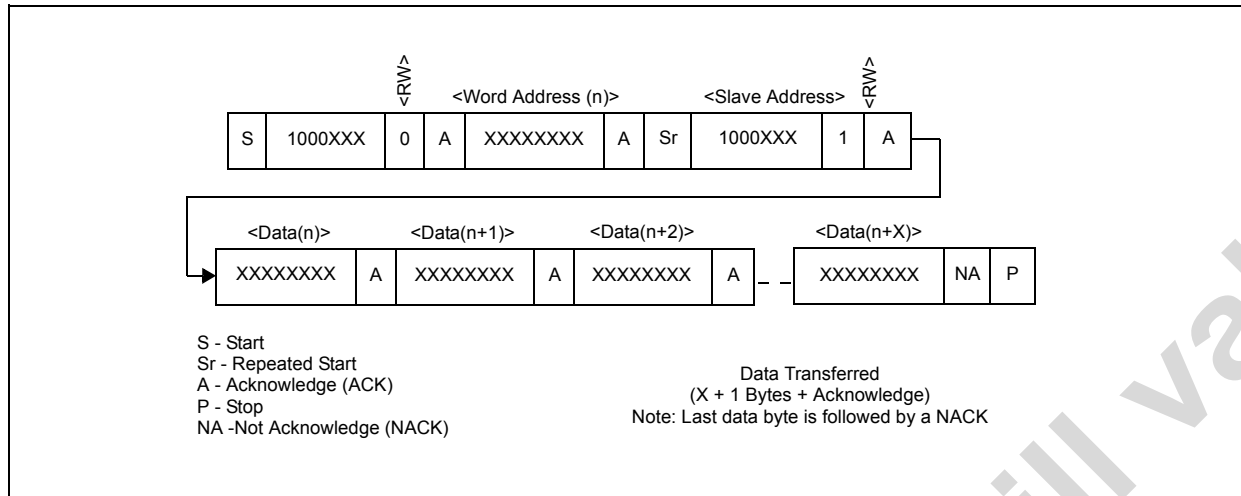 <RW>
<Word Address (n)> <Slave Address> <RW>
S 1000XXX 0 A XXXXXXXX A Sr 1000XXX 1 A
<Data(n)> <Data(n+1)> <Data(n+2)> <Data(n+X)>
XXXXXXXX A XXXXXXXX A XXXXXXXX A XXXXXXXX NA P
S - Start
Sr - Repeated Start
A - Acknowledge (ACK)
P - Stop
NA -Not Acknowledge (NACK)
Data Transferred
(X + 1 Bytes + Acknowledge)
Note: Last data byte is followed by a NACK
ill va